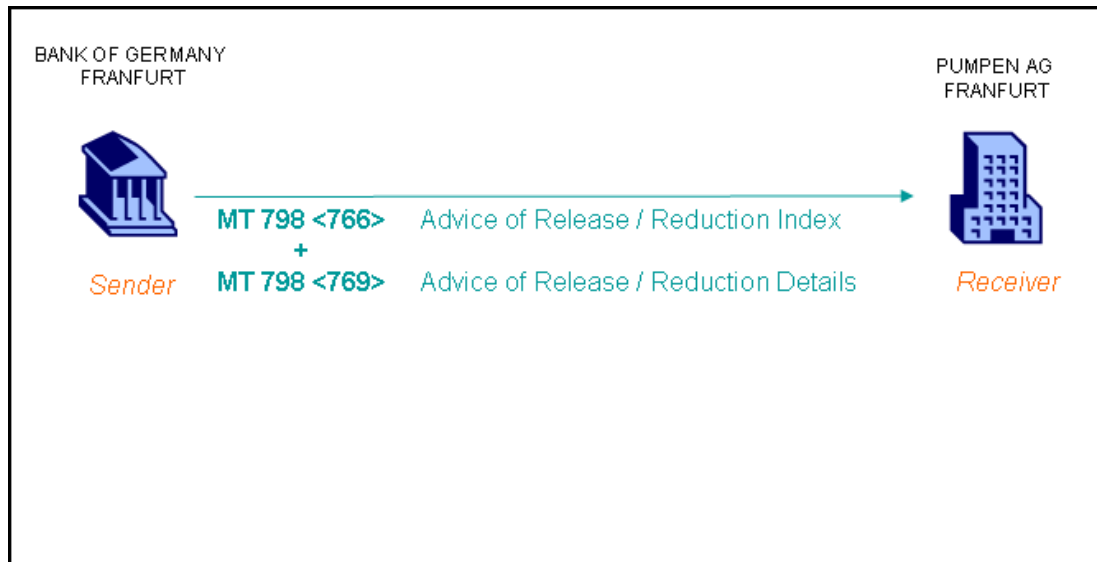 BANK OF GERMANY
FRANFURT
PUMPEN AG
FRANFURT
MT 798 <766> Advice of Release / Reduction Index
+
Sender MT 798 <769> Advice of Release / Reduction Details Receiver